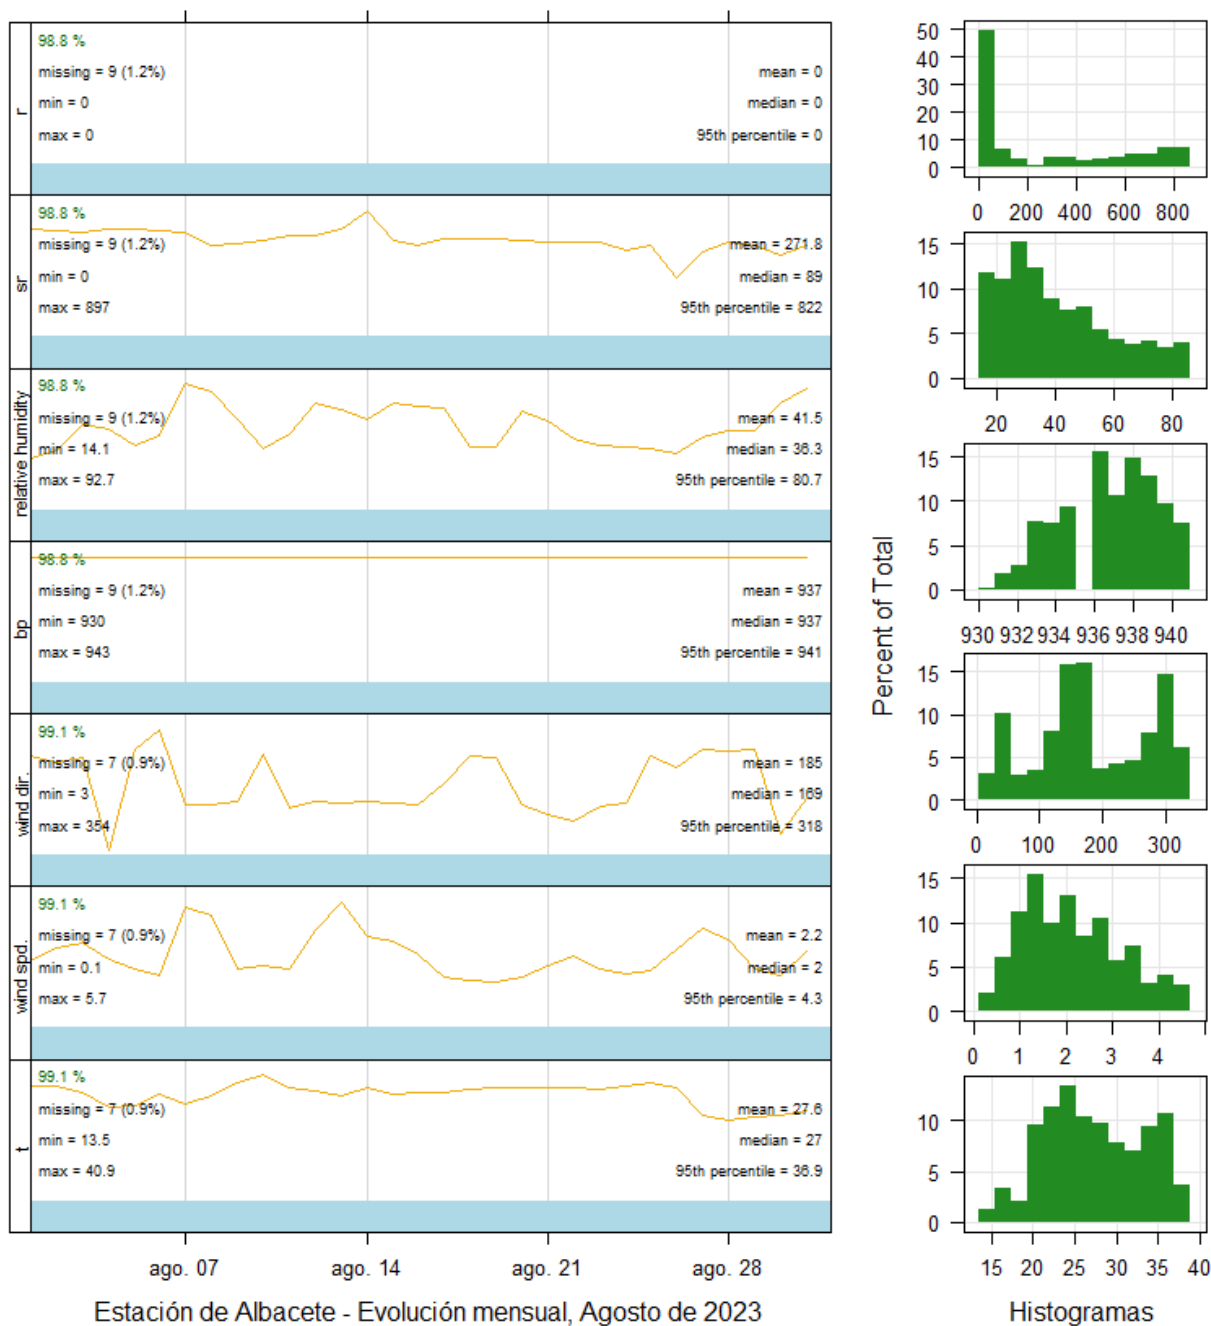 r
98.8 %
missing = 9 (1.2%)
min = 0
max = 0
mean = 0
median = 0
95th percentile = 0
sr
98.8 %
missing = 9 (1.2%)
min = 0
max = 897
mean = 271.8
median = 89
95th percentile = 822
relative humidity
98.8 %
missing = 9 (1.2%)
min = 14.1
max = 92.7
mean = 41.5
median = 36.3
95th percentile = 80.7
bp
98.8 %
missing = 9 (1.2%)
min = 930
max = 943
mean = 937
median = 937
95th percentile = 941
wind dir.
99.1 %
missing = 7 (0.9%)
min = 3
max = 354
mean = 185
median = 169
95th percentile = 318
wind spd.
99.1 %
missing = 7 (0.9%)
min = 0.1
max = 5.7
mean = 2.2
median = 2
95th percentile = 4.3
t
99.1 %
missing = 7 (0.9%)
min = 13.5
max = 40.9
mean = 27.6
median = 27
95th percentile = 36.9
ago. 07 ago. 14 ago. 21 ago. 28
Estación de Albacete - Evolución mensual, Agosto de 2023
Percent of Total
50
40
30
20
10
0
0 200 400 600 800
15
10
5
0
20 40 60 80
15
10
5
0
930 932 934 936 938 940
15
10
5
0
0 100 200 300
15
10
5
0
0 1 2 3 4
10
5
0
15 20 25 30 35 40
Histogramas